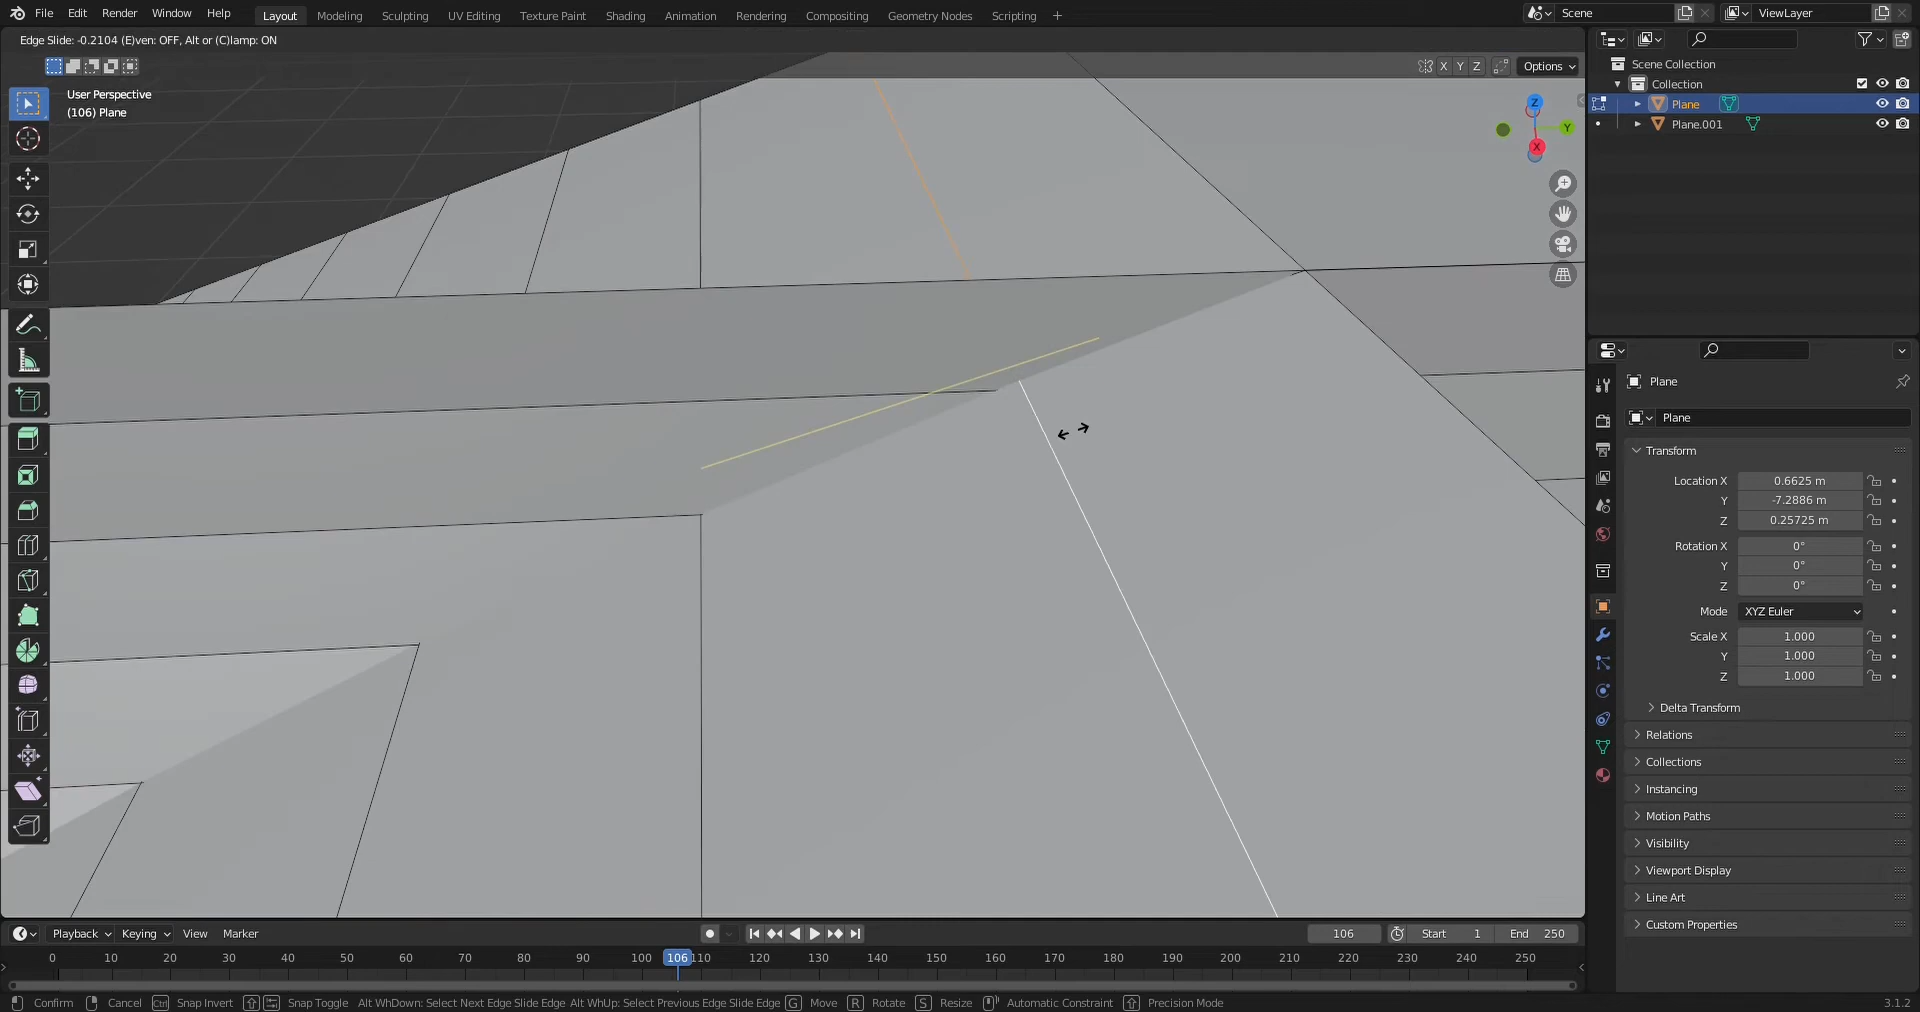 File Edit Render Window Help Layout Modeling Sculpting UV Editing Texture Paint Shading Animation Rendering Compositing Geometry Nodes Scripting + Scene ViewLayer
Edge Slide: -0.2104 (E)ven: OFF, Alt or (C)lamp: ON
X Y Z Options
User Perspective
(106) Plane
Z
Y
X
Scene Collection
Collection
Plane
Plane.001
Plane
Plane
Transform
Location X 0.6625 m
Y -7.2886 m
Z 0.25725 m
Rotation X 0°
Y 0°
Z 0°
Mode XYZ Euler
Scale X 1.000
Y 1.000
Z 1.000
Delta Transform
Relations
Collections
Instancing
Motion Paths
Visibility
Viewport Display
Line Art
Custom Properties
Playback Keying View Marker 106 Start 1 End 250
0 10 20 30 40 50 60 70 80 90 100 106 110 120 130 140 150 160 170 180 190 200 210 220 230 240 250
Confirm Cancel Ctrl Snap Invert Snap Toggle Alt WhDown: Select Next Edge Slide Edge Alt WhUp: Select Previous Edge Slide Edge G Move R Rotate S Resize Automatic Constraint Precision Mode 3.1.2